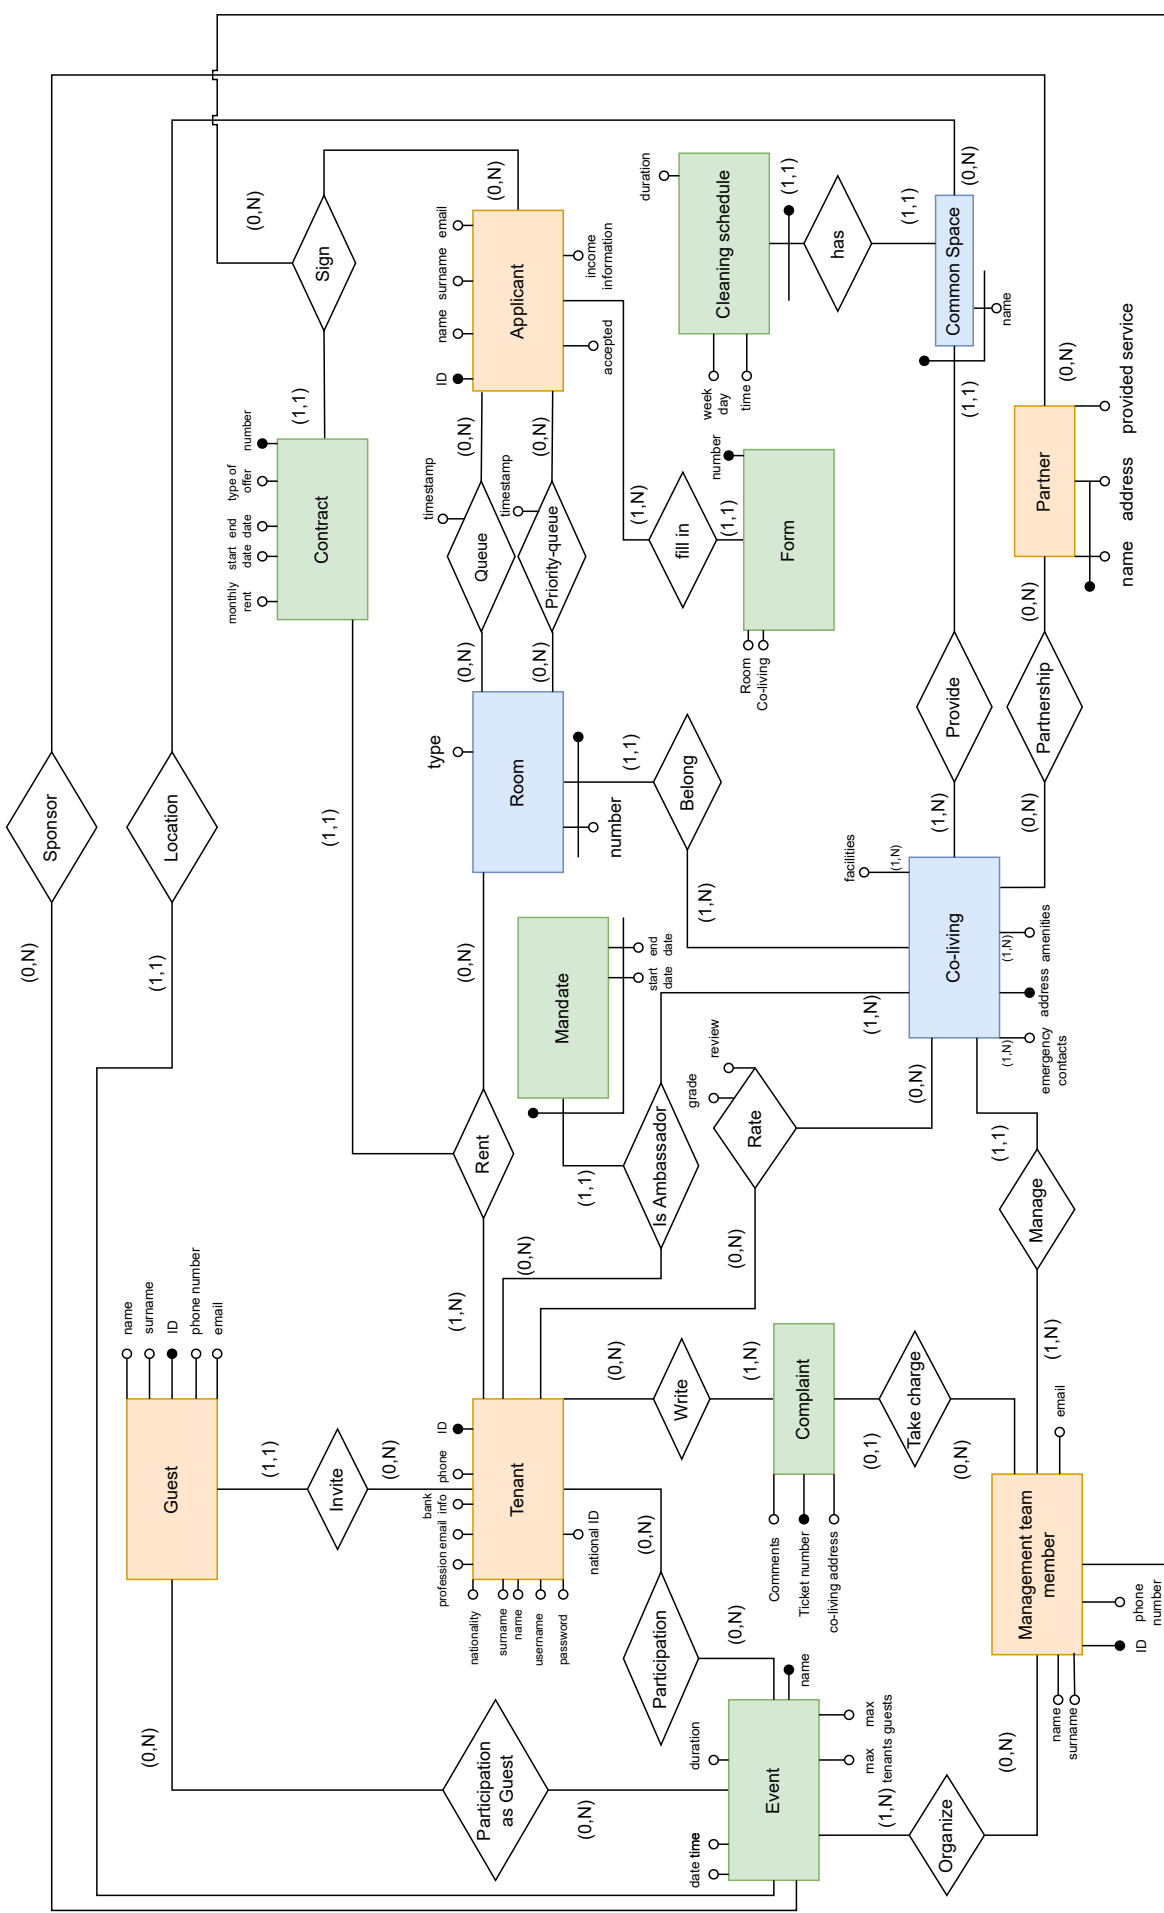 Sponsor
(0,N)
(0,N)
Location
(1,1)
(0,N)
Sign
(0,N)
(0,N)
(1,1)
Contract
monthly
rent
start
date
end
date
type of
offer
number
(1,1)
Applicant
ID
name
surname
email
income
information
accepted
(0,N)
(0,N)
timestamp
timestamp
Queue
Priority-queue
(0,N)
(0,N)
Room
type
number
(1,1)
Belong
(1,N)
(1,N)
fill in
(1,1)
Form
number
Room
Co-living
Cleaning schedule
duration
week
day
time
(1,1)
has
(1,1)
Common Space
name
(1,1)
Provide
(1,N)
Partner
name
address
provided service
(0,N)
Partnership
(0,N)
Co-living
facilities
(1,N)
amenities
(1,N)
address
emergency
contacts
(1,N)
Mandate
start
date
end
date
(1,1)
Is Ambassador
(1,N)
(0,N)
Rate
grade
review
(0,N)
(0,N)
Rent
(0,N)
(1,N)
Manage
(1,1)
(1,N)
Guest
name
surname
ID
phone number
email
(1,1)
Invite
(0,N)
Tenant
ID
phone
bank
info
email
profession
nationality
surname
name
username
password
national ID
(0,N)
Write
(1,N)
Complaint
Comments
Ticket number
co-living address
(0,1)
Take charge
(0,N)
Management team
member
email
phone
number
ID
name
surname
(0,N)
Participation
(0,N)
(0,N)
Participation
as Guest
(0,N)
Event
name
duration
date
time
max
tenants
max
guests
(1,N)
Organize
(0,N)